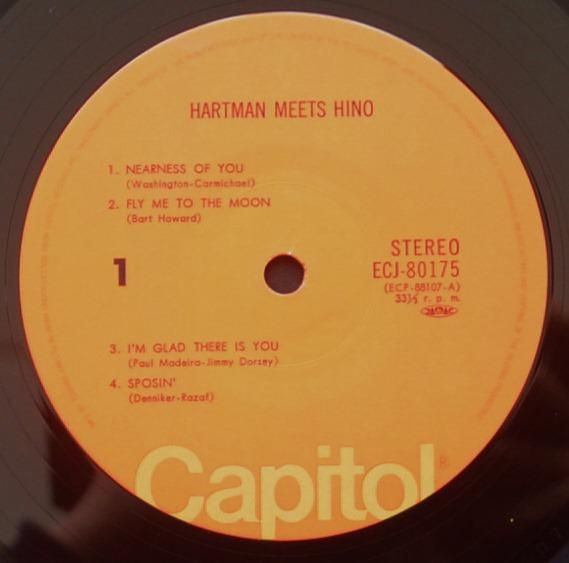 HARTMAN MEETS HINO
1. NEARNESS OF YOU
(Washington-Carmichael)
2. FLY ME TO THE MOON
(Bart Howard)
1
STEREO
ECJ-80175
(ECP-88107-A)
33⅓ r. p. m.
JASRAC
3. I'M GLAD THERE IS YOU
(Paul Madeira-Jimmy Dorsey)
4. SPOSIN'
(Denniker-Razaf)
Capitol®